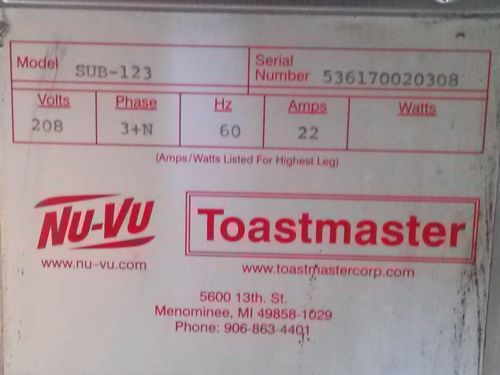 Model SUB-123 Serial Number 536170020308
Volts Phase Hz Amps Watts
208 3+N 60 22
(Amps/Watts Listed For Highest Leg)
NU-VU Toastmaster
www.nu-vu.com www.toastmastercorp.com
5600 13th. St.
Menominee, MI 49858-1029
Phone: 906-863-4401